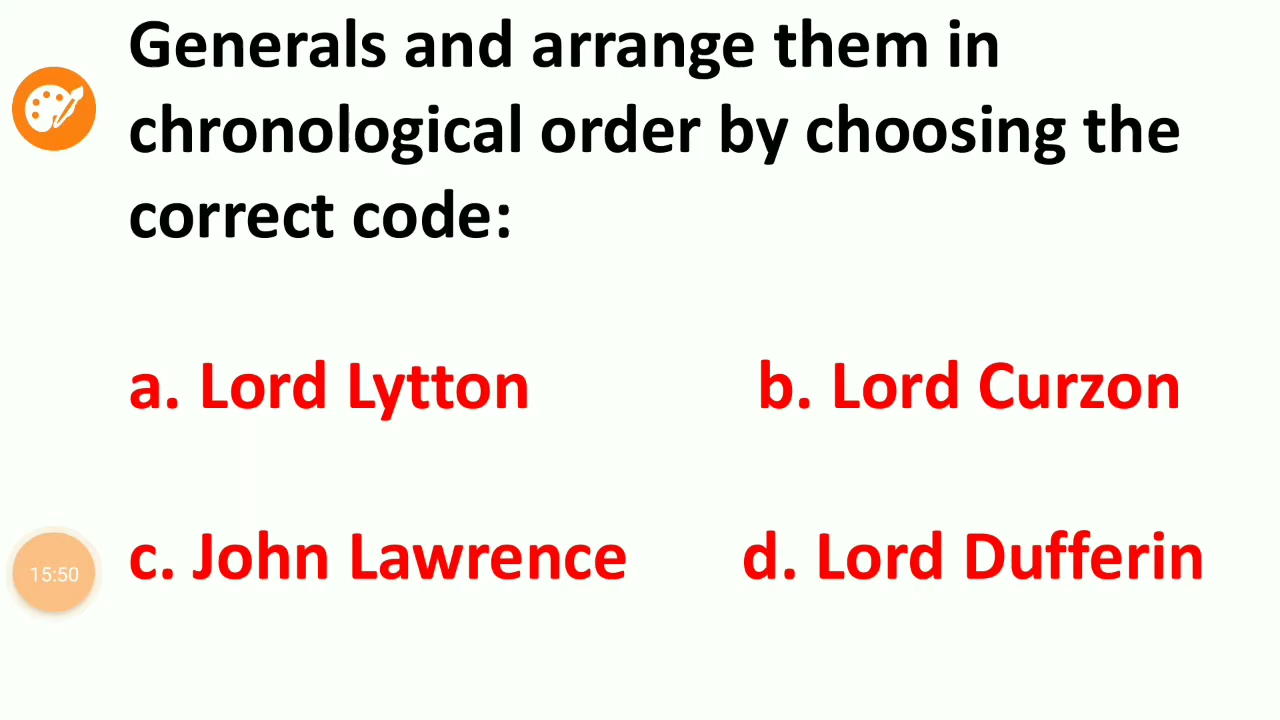 Generals and arrange them in
chronological order by choosing the
correct code:
a. Lord Lytton b. Lord Curzon
c. John Lawrence d. Lord Dufferin
15:50